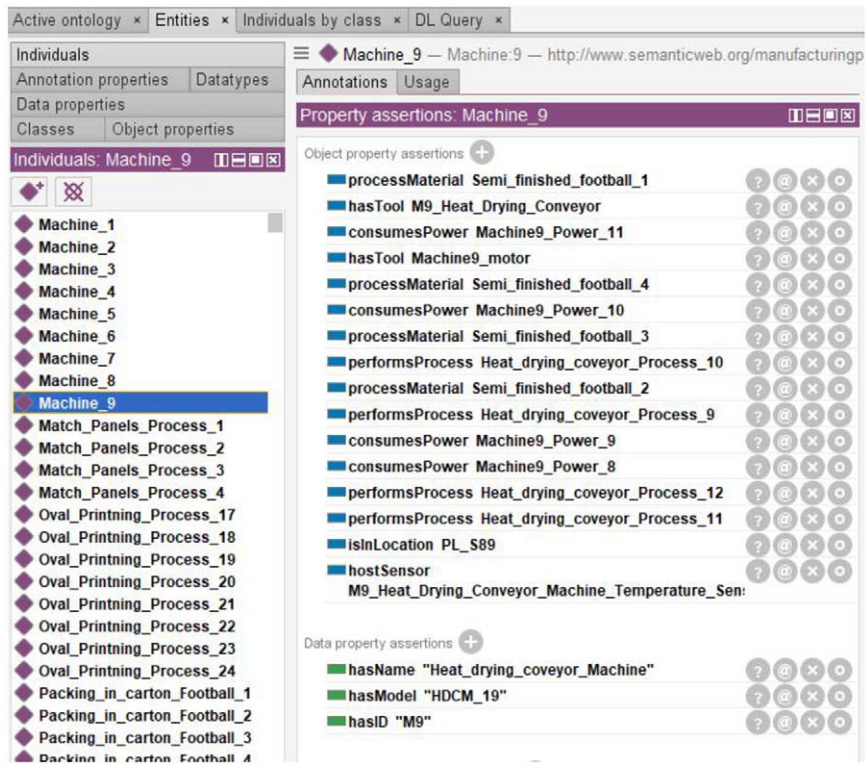 Active ontology × Entities × Individuals by class × DL Query ×
Individuals
Annotation properties Datatypes
Data properties
Classes Object properties
Individuals: Machine_9
Machine_1
Machine_2
Machine_3
Machine_4
Machine_5
Machine_6
Machine_7
Machine_8
Machine_9
Match_Panels_Process_1
Match_Panels_Process_2
Match_Panels_Process_3
Match_Panels_Process_4
Oval_Printning_Process_17
Oval_Printning_Process_18
Oval_Printning_Process_19
Oval_Printning_Process_20
Oval_Printning_Process_21
Oval_Printning_Process_22
Oval_Printning_Process_23
Oval_Printning_Process_24
Packing_in_carton_Football_1
Packing_in_carton_Football_2
Packing_in_carton_Football_3
Packing_in_carton_Football_4
Machine_9 — Machine:9 — http://www.semanticweb.org/manufacturingp
Annotations Usage
Property assertions: Machine_9
Object property assertions
processMaterial Semi_finished_football_1
hasTool M9_Heat_Drying_Conveyor
consumesPower Machine9_Power_11
hasTool Machine9_motor
processMaterial Semi_finished_football_4
consumesPower Machine9_Power_10
processMaterial Semi_finished_football_3
performsProcess Heat_drying_coveyor_Process_10
processMaterial Semi_finished_football_2
performsProcess Heat_drying_coveyor_Process_9
consumesPower Machine9_Power_9
consumesPower Machine9_Power_8
performsProcess Heat_drying_coveyor_Process_12
performsProcess Heat_drying_coveyor_Process_11
isInLocation PL_S89
hostSensor
M9_Heat_Drying_Conveyor_Machine_Temperature_Sen
Data property assertions
hasName "Heat_drying_coveyor_Machine"
hasModel "HDCM_19"
hasID "M9"